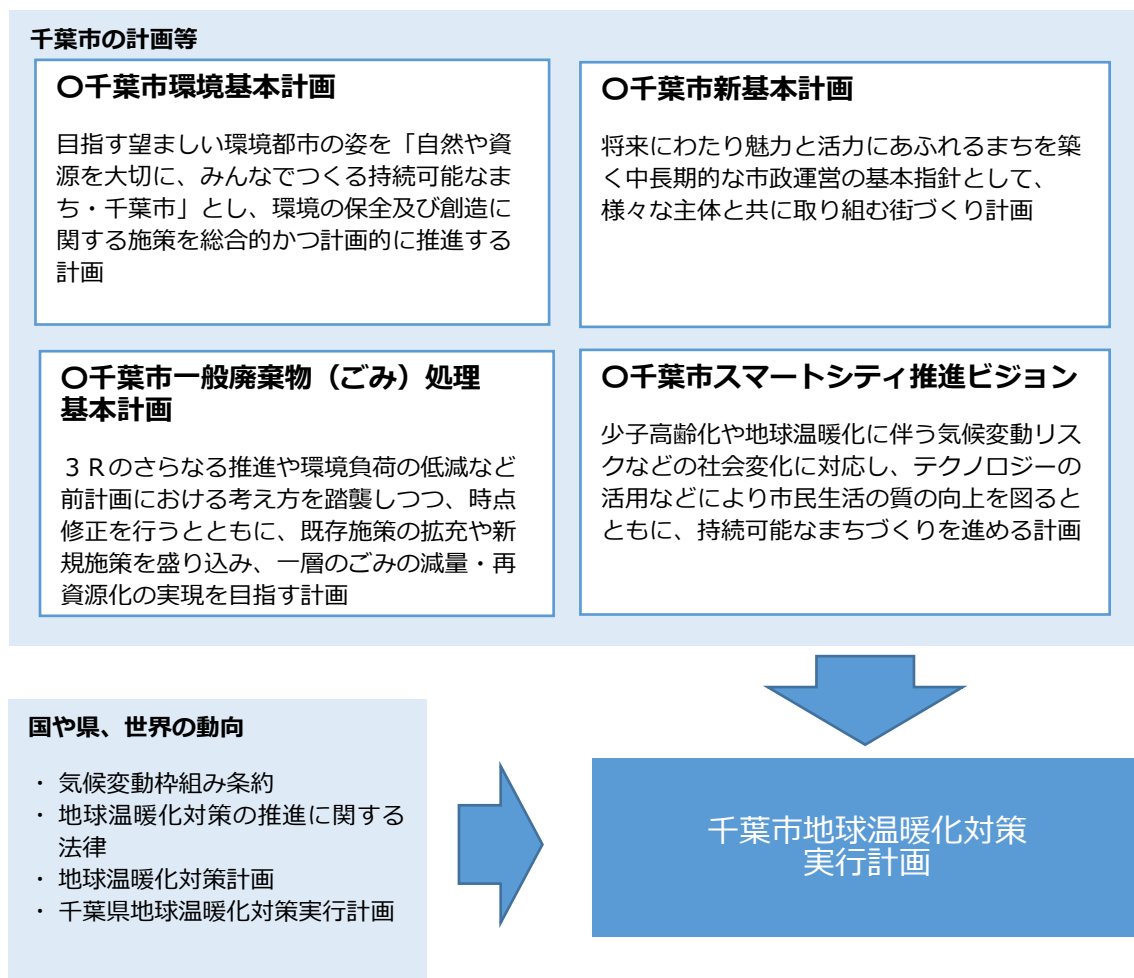 千葉市の計画等
〇千葉市環境基本計画
目指す望ましい環境都市の姿を「自然や資
源を大切に、みんなでつくる持続可能なま
ち・千葉市」とし、環境の保全及び創造に
関する施策を総合的かつ計画的に推進する
計画
〇千葉市新基本計画
将来にわたり魅力と活力にあふれるまちを築
く中長期的な市政運営の基本指針として、
様々な主体と共に取り組む街づくり計画
〇千葉市一般廃棄物（ごみ）処理
基本計画
３Ｒのさらなる推進や環境負荷の低減など
前計画における考え方を踏襲しつつ、時点
修正を行うとともに、既存施策の拡充や新
規施策を盛り込み、一層のごみの減量・再
資源化の実現を目指す計画
〇千葉市スマートシティ推進ビジョン
少子高齢化や地球温暖化に伴う気候変動リス
クなどの社会変化に対応し、テクノロジーの
活用などにより市民生活の質の向上を図ると
ともに、持続可能なまちづくりを進める計画
国や県、世界の動向
・ 気候変動枠組み条約
・ 地球温暖化対策の推進に関する
法律
・ 地球温暖化対策計画
・ 千葉県地球温暖化対策実行計画
千葉市地球温暖化対策
実行計画